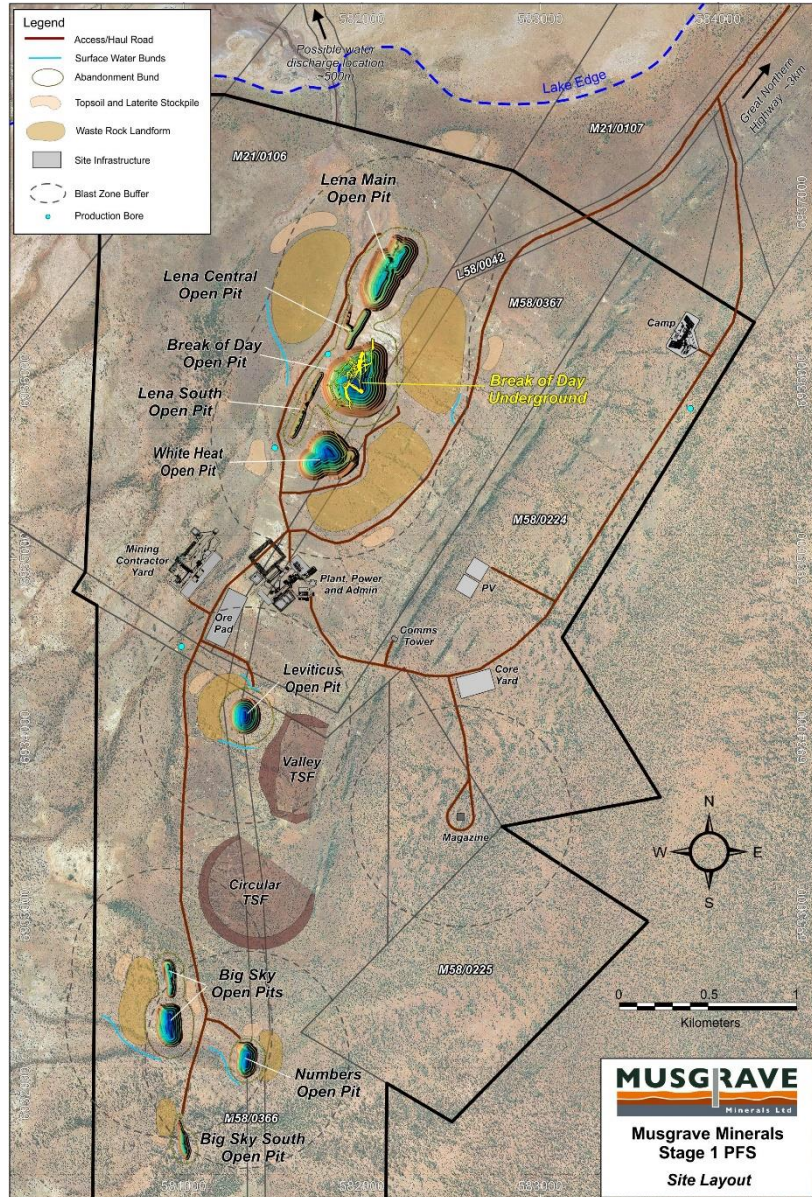 Legend
Access/Haul Road
Surface Water Bunds
Abandonment Bund
Topsoil and Laterite Stockpile
Waste Rock Landform
Site Infrastructure
Blast Zone Buffer
Production Bore
582000
583000
584000
Possible water
discharge location
~500m
Lake Edge
Great Northern
Highway ~3km
M21/0106
M21/0107
Lena Main
Open Pit
L58/0042
Lena Central
Open Pit
M58/0367
Camp
Break of Day
Open Pit
Break of Day
Underground
Lena South
Open Pit
White Heat
Open Pit
M58/0224
Mining
Contractor
Yard
Plant, Power
and Admin
PV
Ore
Pad
Comms
Tower
Leviticus
Open Pit
Core
Yard
Valley
TSF
Magazine
N
W
E
S
Circular
TSF
M58/0225
Big Sky
Open Pits
0
0.5
1
Kilometers
Numbers
Open Pit
M58/0366
Big Sky South
Open Pit
MUSGRAVE
Minerals Ltd
Musgrave Minerals
Stage 1 PFS
Site Layout
581000
582000
583000